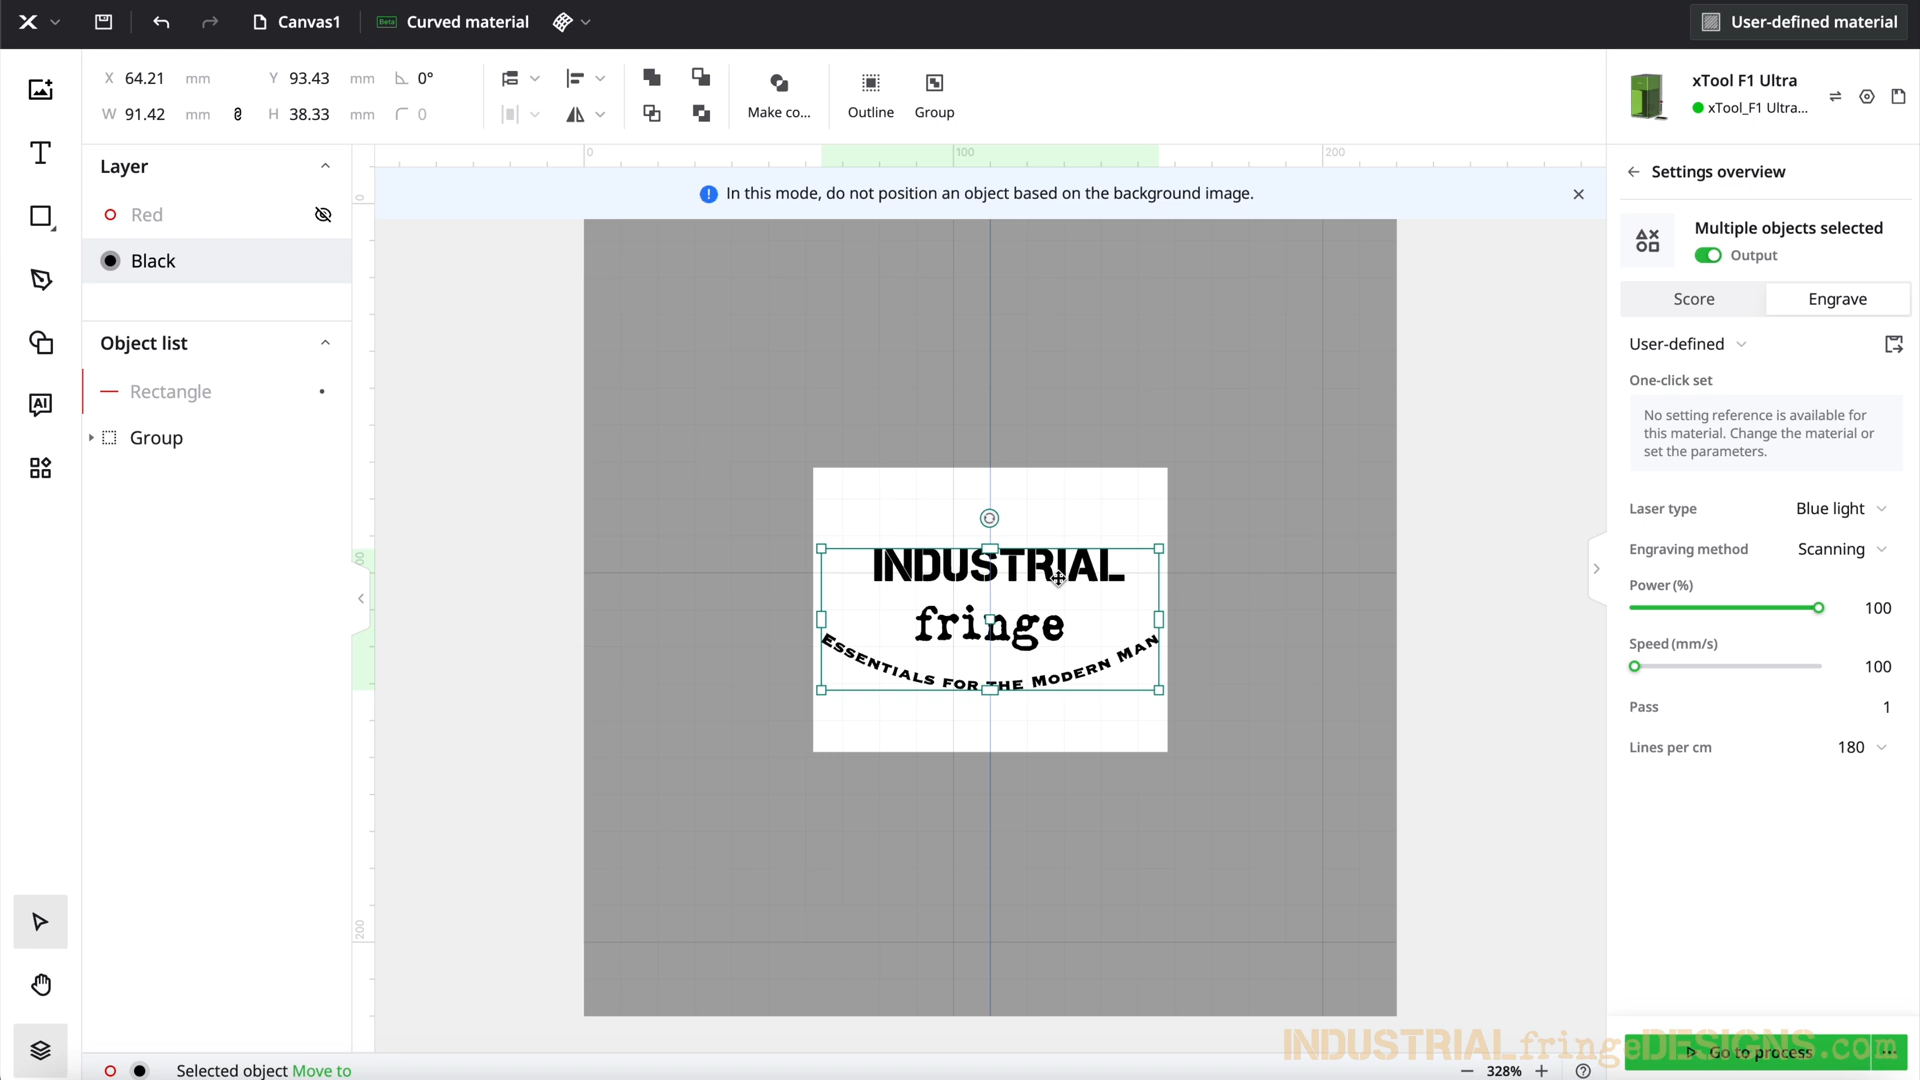 Canvas1
Beta Curved material
User-defined material
X 64.21 mm Y 93.43 mm 0°
W 91.42 mm H 38.33 mm 0
Make co...
Outline
Group
xTool F1 Ultra
xTool_F1 Ultra...
Layer
Red
Black
Object list
Rectangle
Group
0 100 200
0
200
In this mode, do not position an object based on the background image.
INDUSTRIAL
fringe
Essentials for the Modern Man
Settings overview
Multiple objects selected
Output
Score Engrave
User-defined
One-click set
No setting reference is available for
this material. Change the material or
set the parameters.
Laser type Blue light
Engraving method Scanning
Power (%)
100
Speed (mm/s)
100
Pass 1
Lines per cm 180
Go to process
INDUSTRIALfringeDESIGNS.com
Selected object Move to
328%